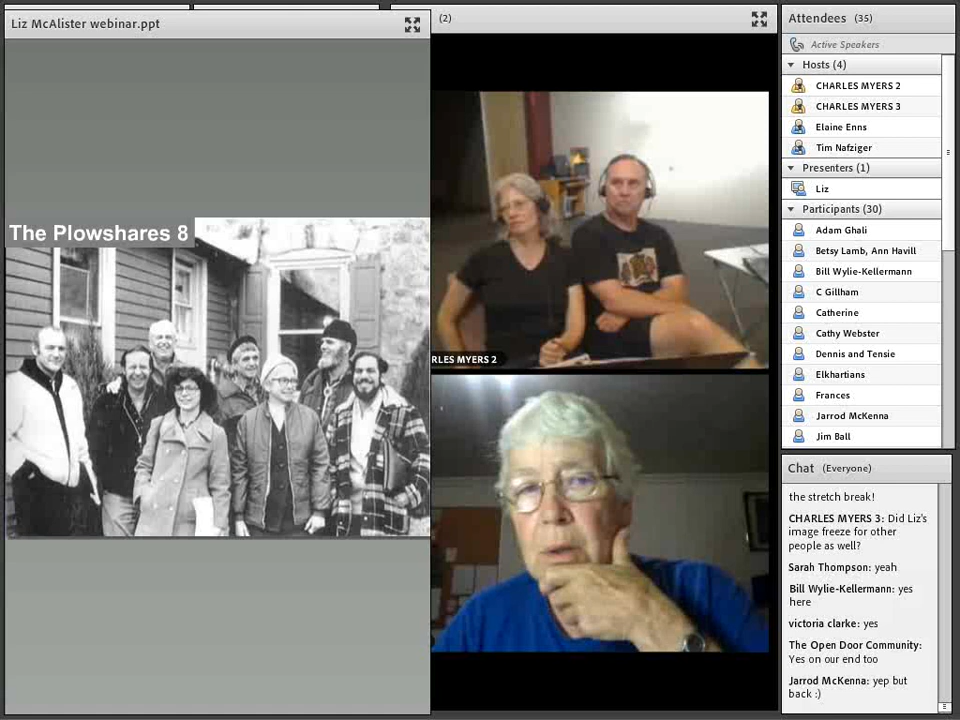 Liz McAlister webinar.ppt
The Plowshares 8
(2)
RLES MYERS 2
Attendees (35)
Active Speakers
Hosts (4)
CHARLES MYERS 2
CHARLES MYERS 3
Elaine Enns
Tim Nafziger
Presenters (1)
Liz
Participants (30)
Adam Ghali
Betsy Lamb, Ann Havill
Bill Wylie-Kellermann
C Gillham
Catherine
Cathy Webster
Dennis and Tensie
Elkhartians
Frances
Jarrod McKenna
Jim Ball
Chat (Everyone)
the stretch break!
CHARLES MYERS 3: Did Liz's
image freeze for other
people as well?
Sarah Thompson: yeah
Bill Wylie-Kellermann: yes
here
victoria clarke: yes
The Open Door Community:
Yes on our end too
Jarrod McKenna: yep but
back :)